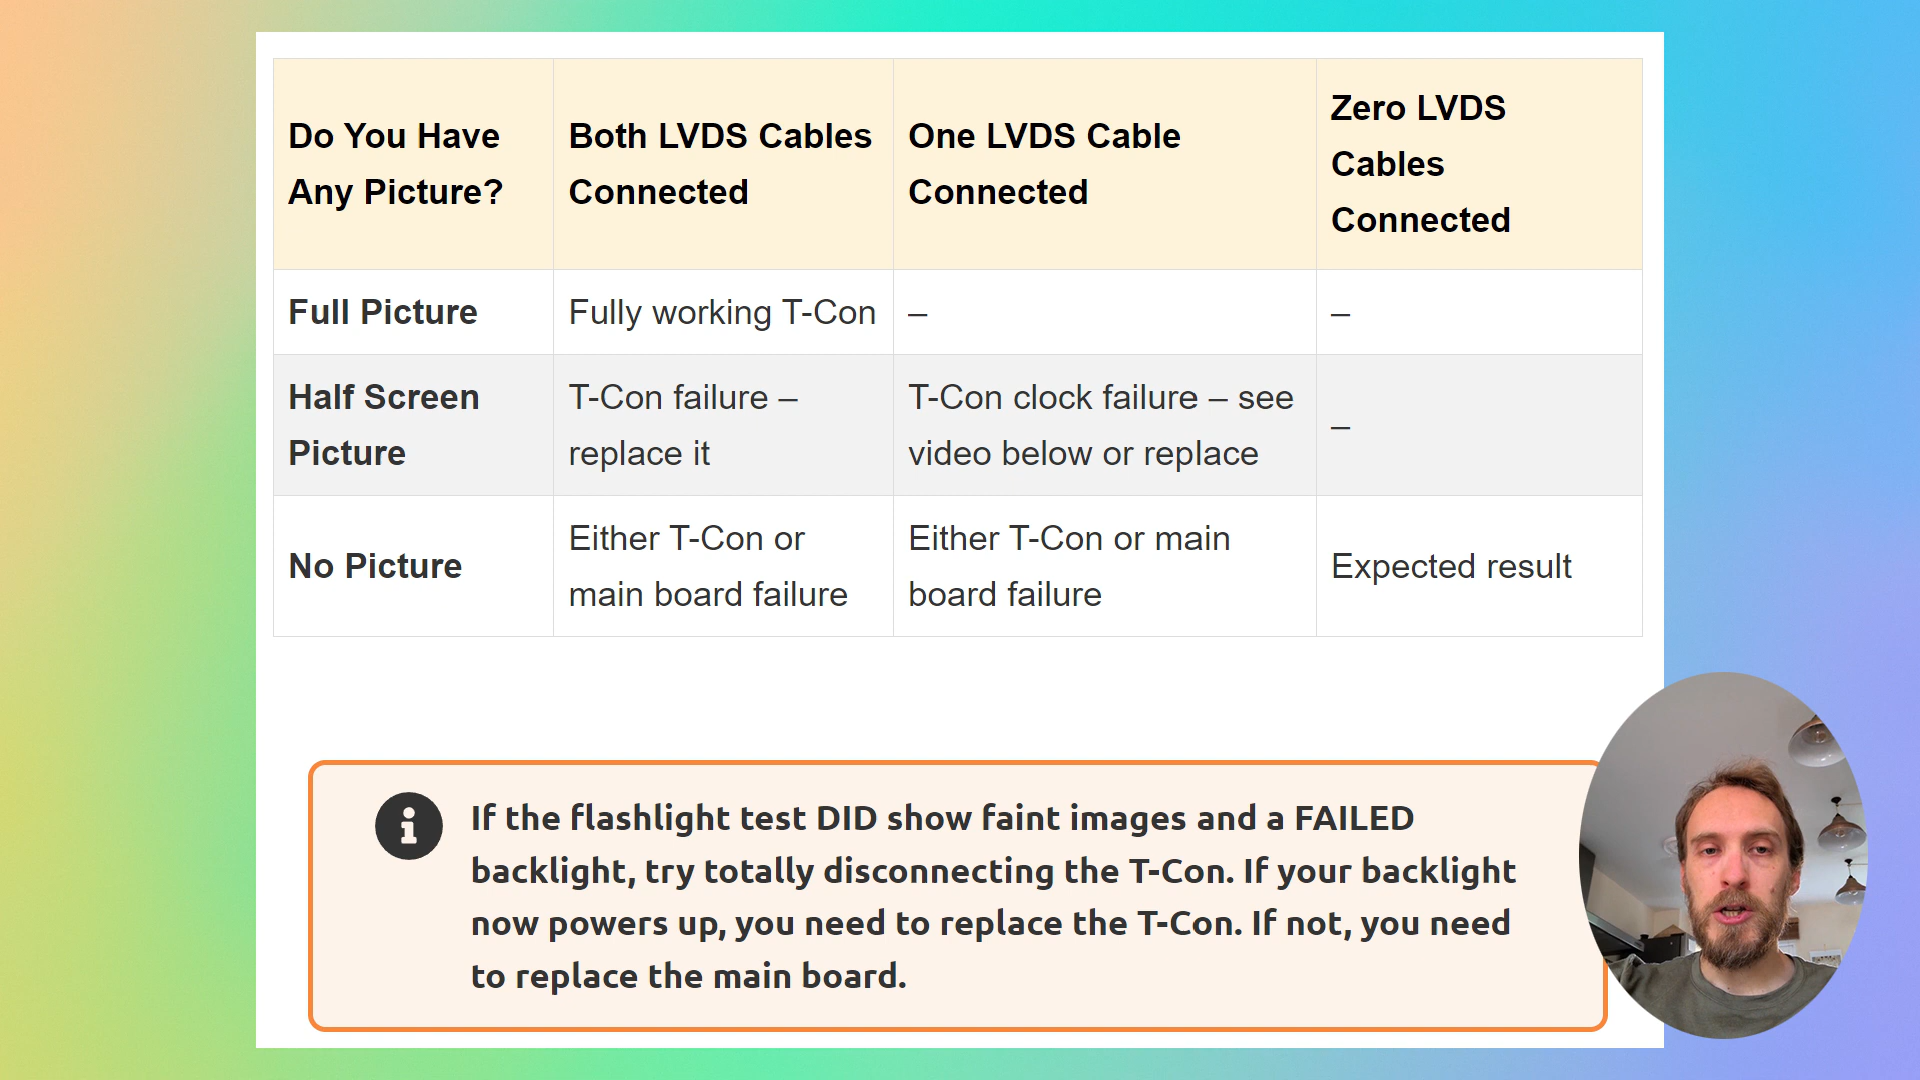 Do You Have
Any Picture?
Both LVDS Cables
Connected
One LVDS Cable
Connected
Zero LVDS
Cables
Connected
Full Picture
Fully working T-Con
–
–
Half Screen
Picture
T-Con failure –
replace it
T-Con clock failure – see
video below or replace
–
No Picture
Either T-Con or
main board failure
Either T-Con or main
board failure
Expected result
If the flashlight test DID show faint images and a FAILED
backlight, try totally disconnecting the T-Con. If your backlight
now powers up, you need to replace the T-Con. If not, you need
to replace the main board.